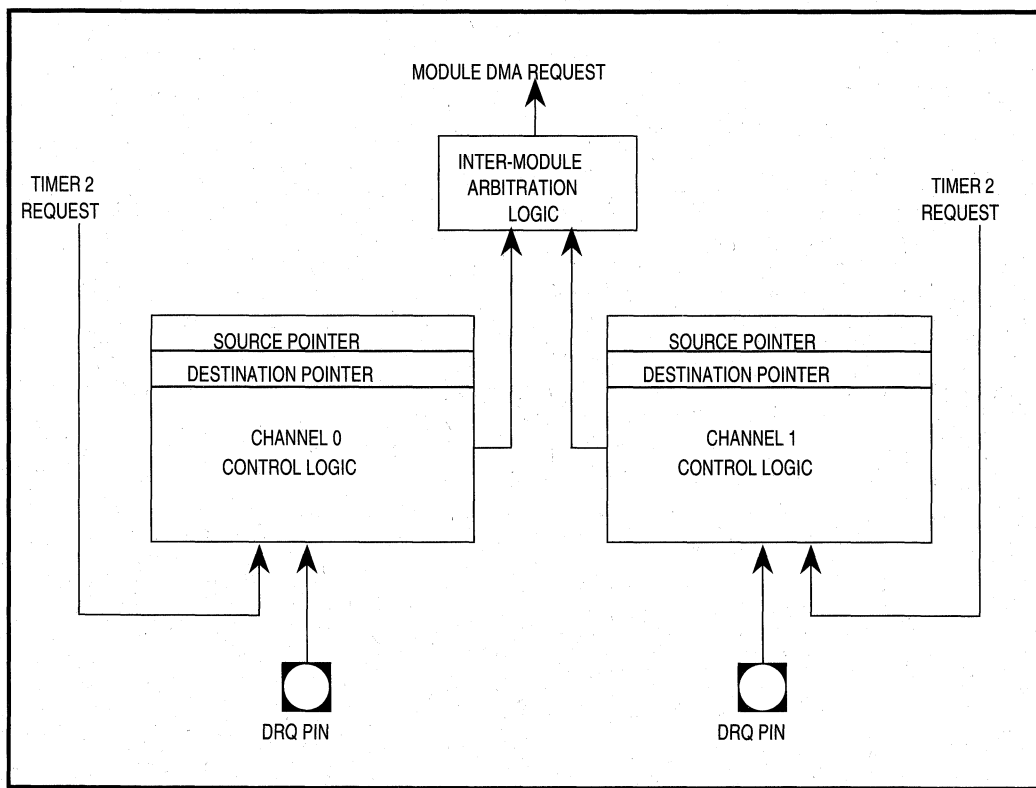 MODULE DMA REQUEST
INTER-MODULE
ARBITRATION
LOGIC
TIMER 2
REQUEST
TIMER 2
REQUEST
SOURCE POINTER
DESTINATION POINTER
CHANNEL 0
CONTROL LOGIC
SOURCE POINTER
DESTINATION POINTER
CHANNEL 1
CONTROL LOGIC
DRQ PIN
DRQ PIN